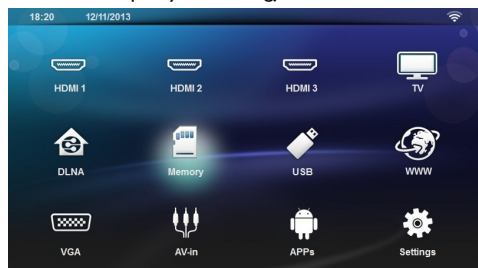 18:20 12/11/2013
HDMI 1 HDMI 2 HDMI 3 TV
DLNA Memory USB WWW
VGA AV-in APPs Settings